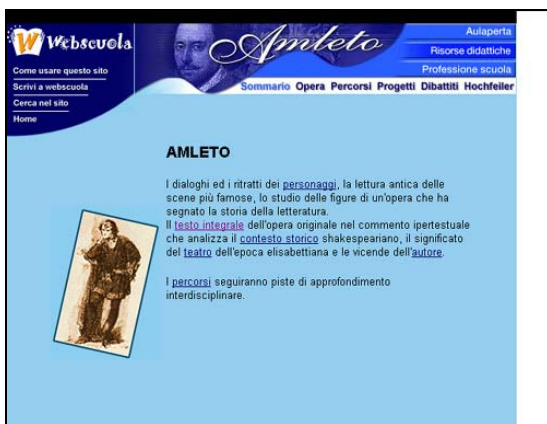 Webscuola
Amleto
Aulaperta
Risorse didattiche
Professione scuola
Come usare questo sito
Scrivi a webscuola
Cerca nel sito
Home
Sommario Opera Percorsi Progetti Dibattiti Hochfeiler
AMLETO
I dialoghi ed i ritratti dei personaggi, la lettura antica delle
scene più famose, lo studio delle figure di un'opera che ha
segnato la storia della letteratura.
Il testo integrale dell'opera originale nel commento ipertestuale
che analizza il contesto storico shakespeariano, il significato
del teatro dell'epoca elisabettiana e le vicende dell'autore.
I percorsi seguiranno piste di approfondimento
interdisciplinare.